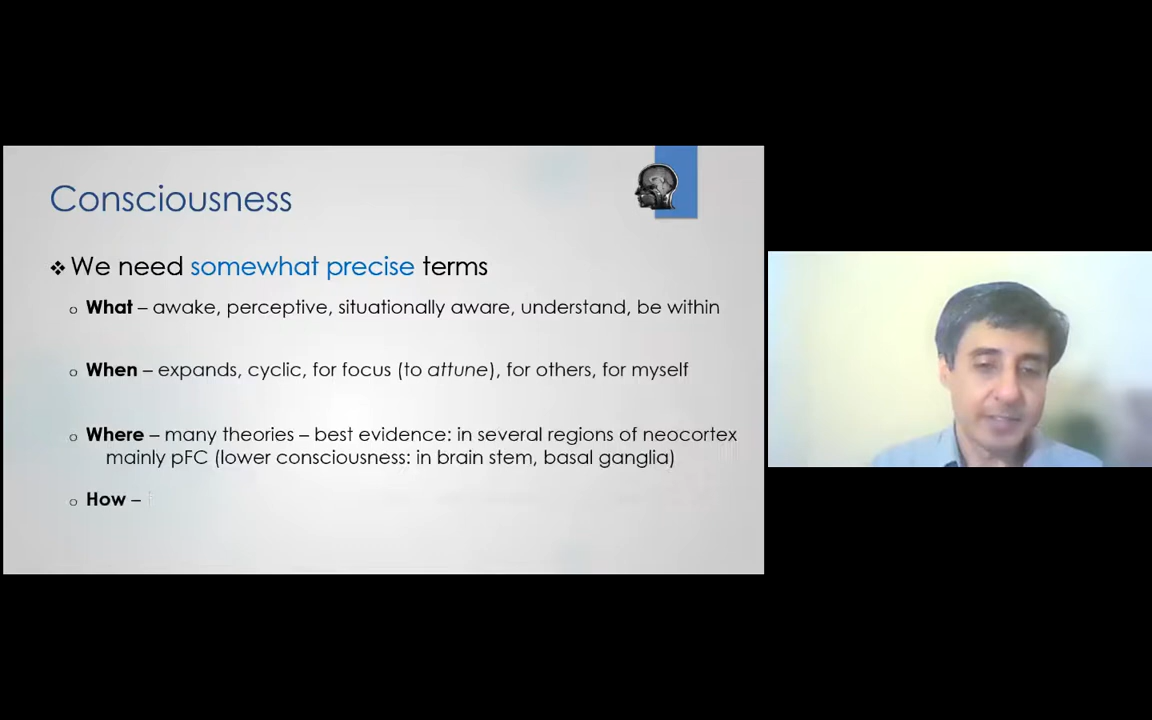 Consciousness
We need somewhat precise terms
What – awake, perceptive, situationally aware, understand, be within
When – expands, cyclic, for focus (to attune), for others, for myself
Where – many theories – best evidence: in several regions of neocortex
mainly pFC (lower consciousness: in brain stem, basal ganglia)
How –